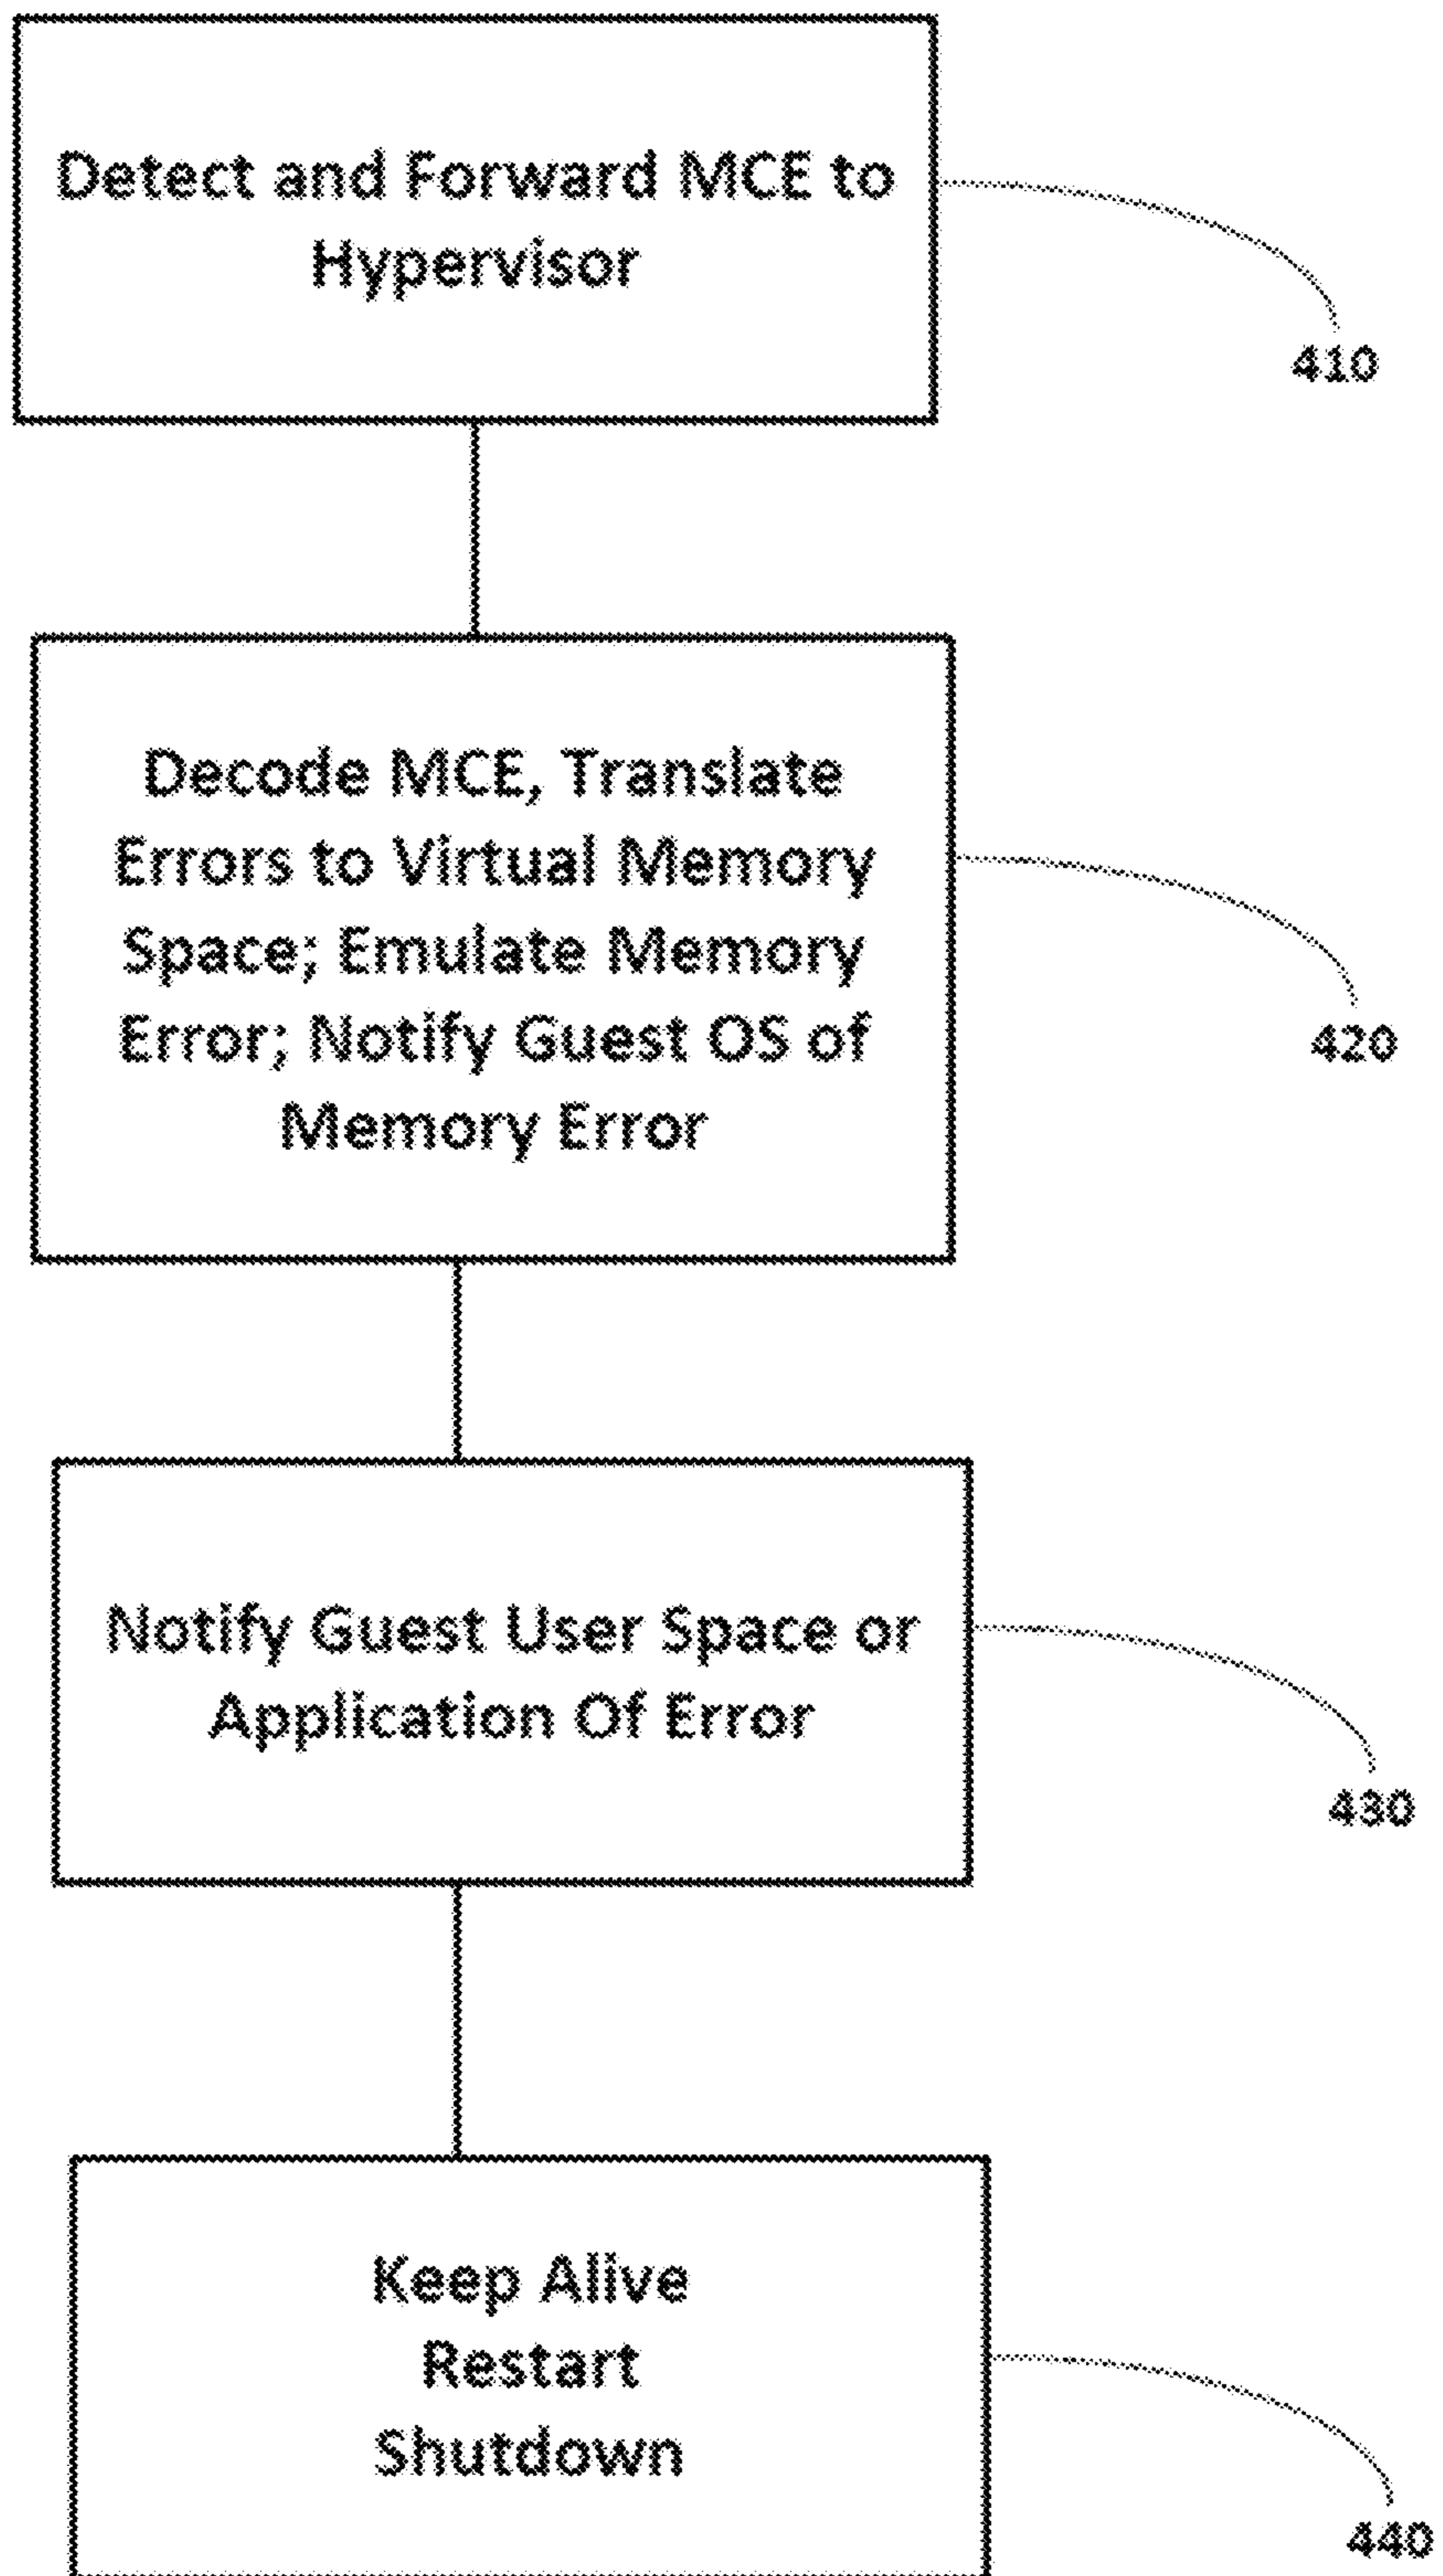 Detect and Forward MCE to
Hypervisor
410
Decode MCE, Translate
Errors to Virtual Memory
Space; Emulate Memory
Error; Notify Guest OS of
Memory Error
420
Notify Guest User Space or
Application Of Error
430
Keep Alive
Restart
Shutdown
440